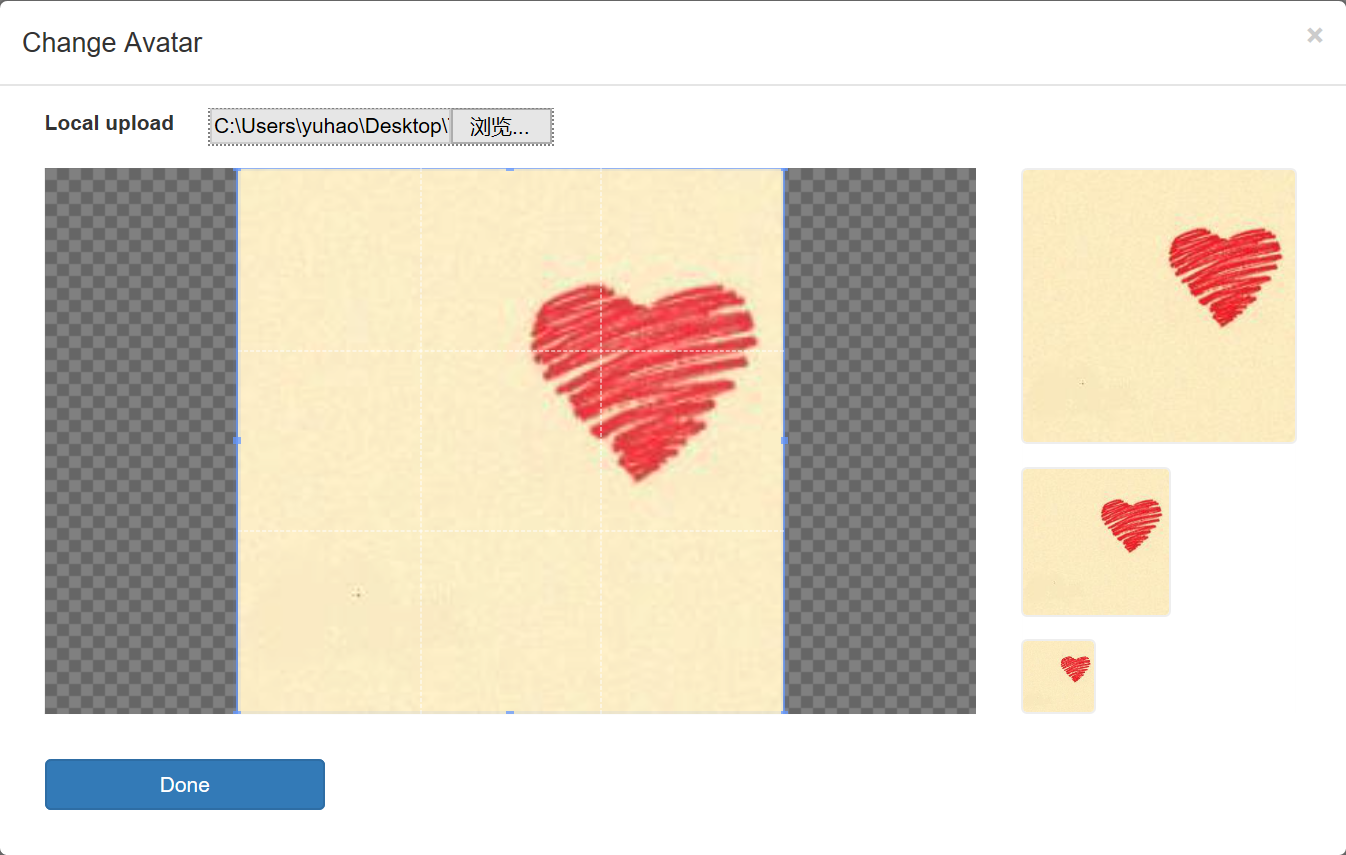 Change Avatar
×
Local upload C:\Users\yuhao\Desktop\ 浏览...
Done